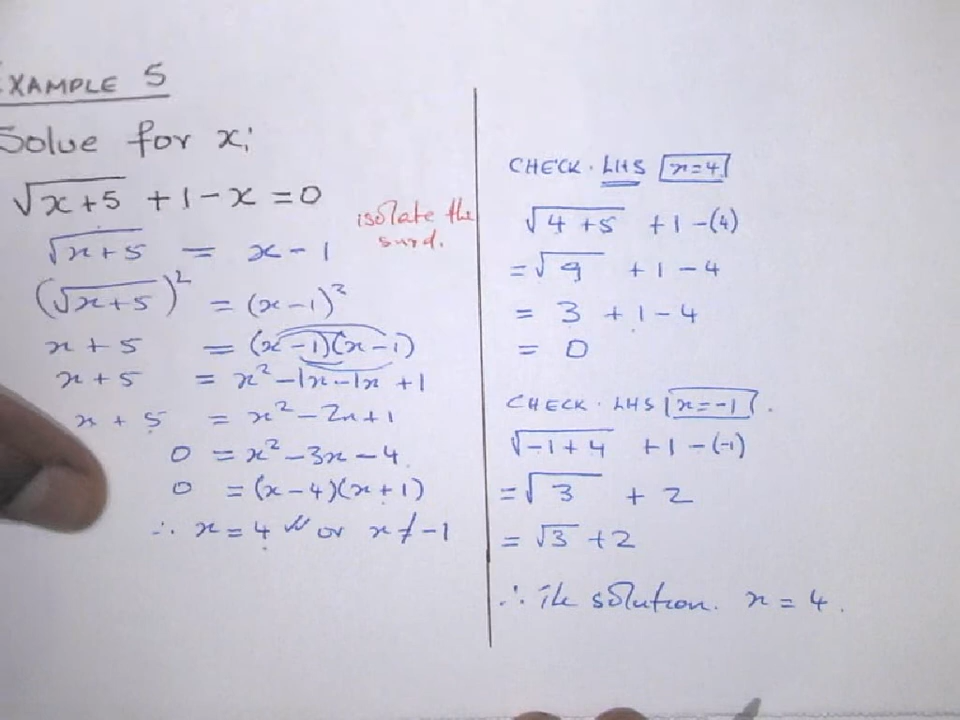 EXAMPLE 5
Solve for x;
√(x+5) + 1 - x = 0
isolate the
surd.
√(x+5) = x - 1
(√(x+5))² = (x-1)²
x + 5 = (x-1)(x-1)
x + 5 = x² - 1x - 1x + 1
x + 5 = x² - 2x + 1
0 = x² - 3x - 4
0 = (x-4)(x+1)
∴ x = 4 // or x ≠ -1
CHECK. LHS x=4
√(4+5) + 1 - (4)
= √9 + 1 - 4
= 3 + 1 - 4
= 0
CHECK. LHS x=-1.
√(-1+4) + 1 - (-1)
= √3 + 2
= √3 + 2
∴ the solution. x = 4.